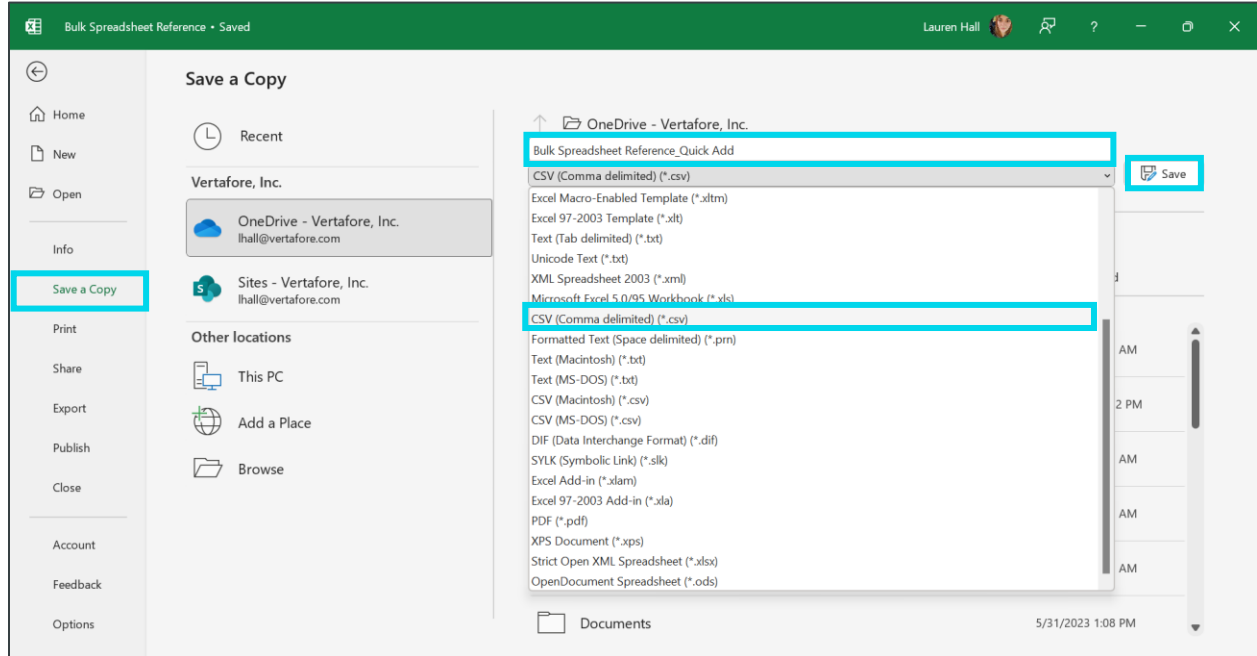 Bulk Spreadsheet Reference • Saved
Lauren Hall
?
Save a Copy
Home
New
Open
Info
Save a Copy
Print
Share
Export
Publish
Close
Account
Feedback
Options
Recent
Vertafore, Inc.
OneDrive - Vertafore, Inc.
lhall@vertafore.com
S
Sites - Vertafore, Inc.
lhall@vertafore.com
Other locations
This PC
Add a Place
Browse
OneDrive - Vertafore, Inc.
Bulk Spreadsheet Reference_Quick Add
CSV (Comma delimited) (*.csv)
Save
Excel Macro-Enabled Template (*.xltm)
Excel 97-2003 Template (*.xlt)
Text (Tab delimited) (*.txt)
Unicode Text (*.txt)
XML Spreadsheet 2003 (*.xml)
Microsoft Excel 5.0/95 Workbook (*.xls)
CSV (Comma delimited) (*.csv)
Formatted Text (Space delimited) (*.prn)
Text (Macintosh) (*.txt)
Text (MS-DOS) (*.txt)
CSV (Macintosh) (*.csv)
CSV (MS-DOS) (*.csv)
DIF (Data Interchange Format) (*.dif)
SYLK (Symbolic Link) (*.slk)
Excel Add-in (*.xlam)
Excel 97-2003 Add-in (*.xla)
PDF (*.pdf)
XPS Document (*.xps)
Strict Open XML Spreadsheet (*.xlsx)
OpenDocument Spreadsheet (*.ods)
AM
2 PM
AM
AM
AM
Documents
5/31/2023 1:08 PM